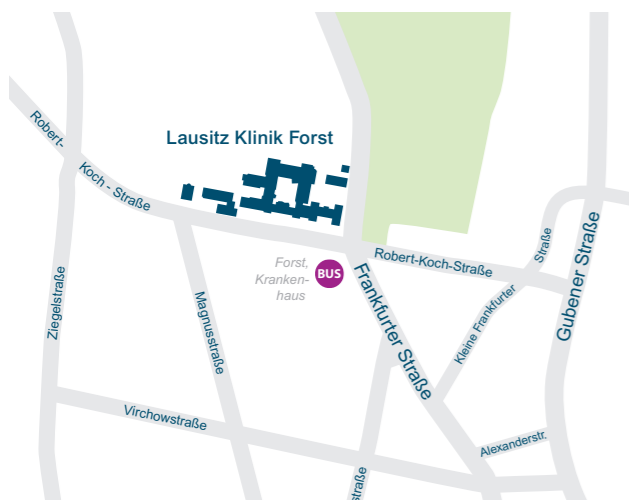 Robert-
Koch - Straße
Lausitz Klinik Forst
Forst,
Kranken-
haus
BUS
Robert-Koch-Straße
Straße
Kleine Frankfurter
Gubener Straße
Frankfurter Straße
Ziegelstraße
Magnusstraße
Virchowstraße
Alexanderstr.
straße